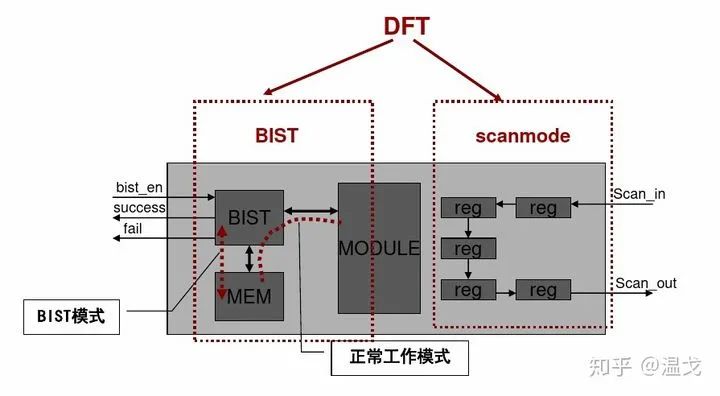 DFT
BIST
scanmode
bist_en
success
fail
BIST
MEM
MODULE
reg
reg
reg
reg
reg
Scan_in
Scan_out
BIST模式
正常工作模式
知乎 @温戈